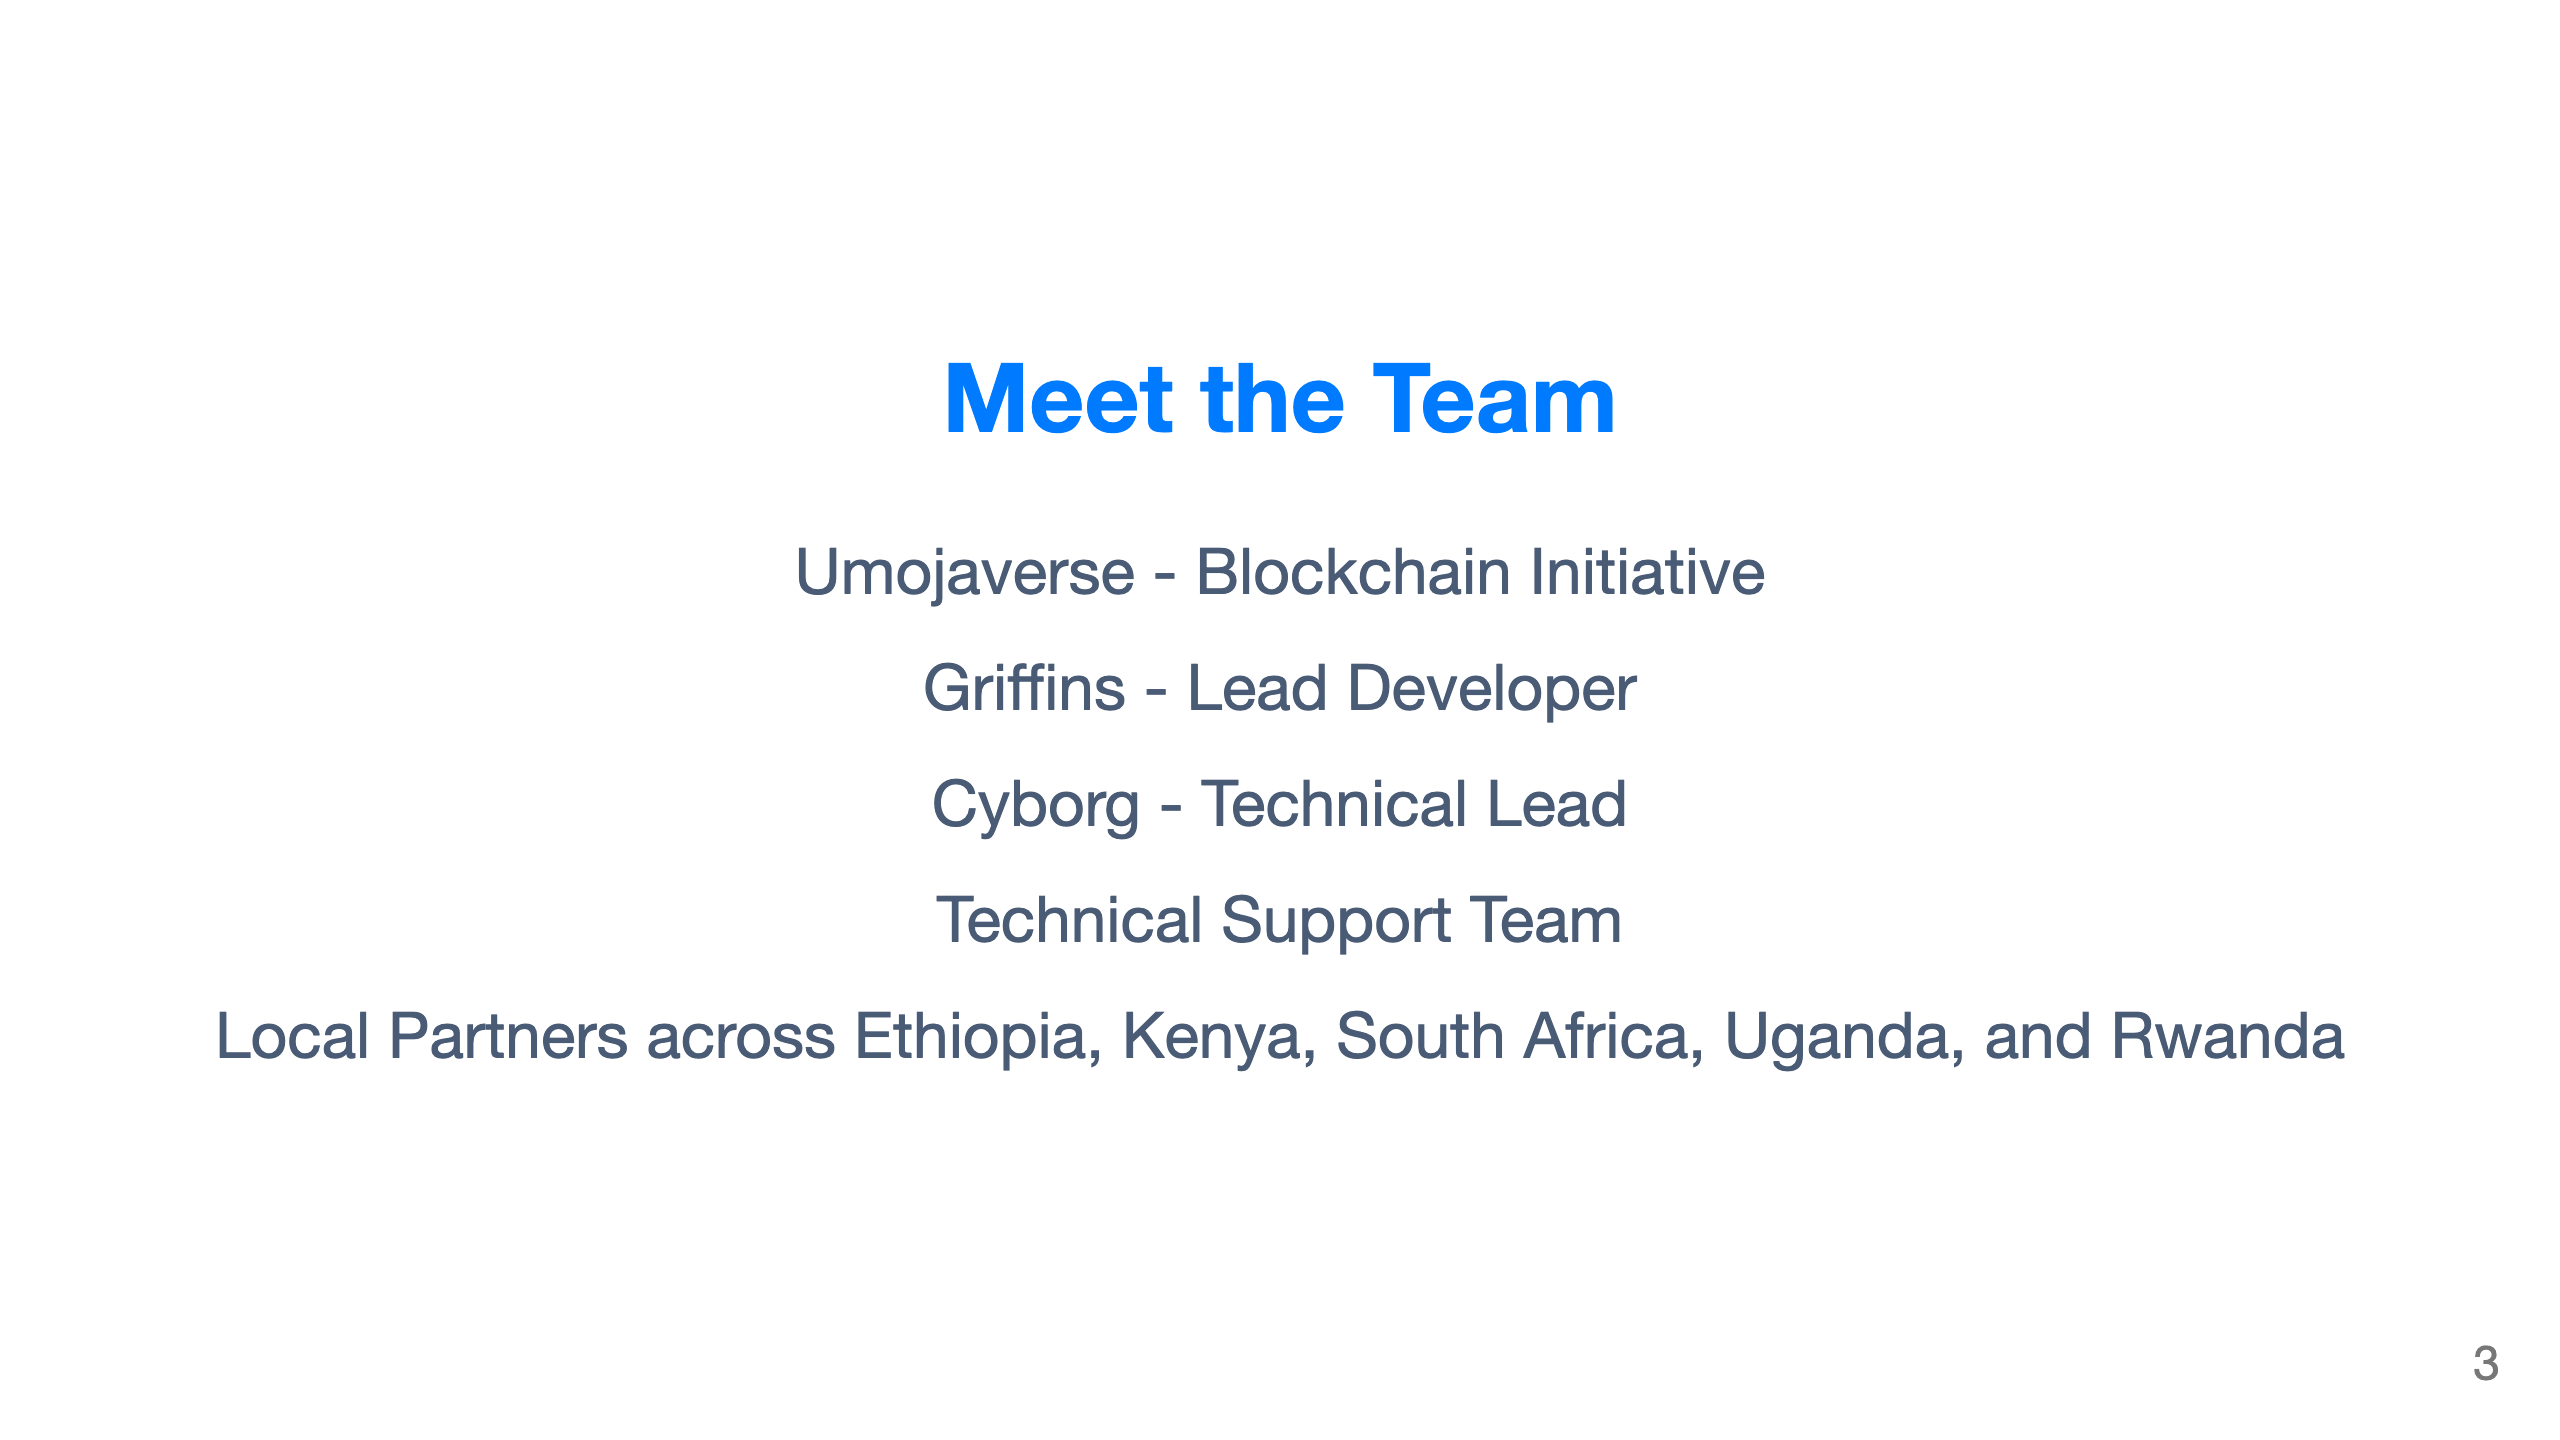 Meet the Team
Umojaverse - Blockchain Initiative
Griffins - Lead Developer
Cyborg - Technical Lead
Technical Support Team
Local Partners across Ethiopia, Kenya, South Africa, Uganda, and Rwanda
3